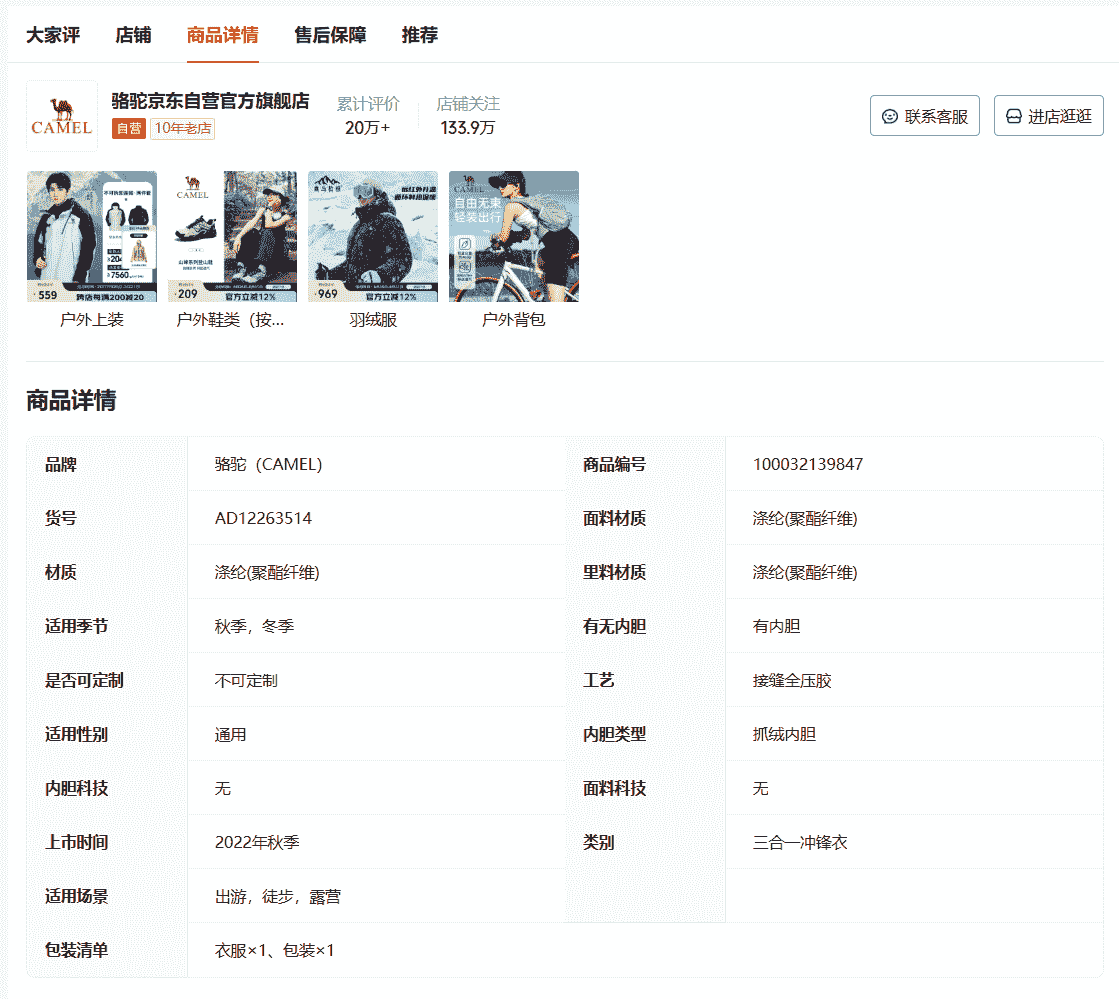 大家评 店铺 商品详情 售后保障 推荐
CAMEL
骆驼京东自营官方旗舰店
自营 10年老店
累计评价 店铺关注
20万+ 133.9万
联系客服 进店逛逛
559
跨店每满200减20
户外上装
CAMEL
209
官方立减12%
户外鞋类（按...
969
官方立减12%
羽绒服
CAMEL
自由无束
轻装出行
户外背包
商品详情
品牌 骆驼（CAMEL） 商品编号 100032139847
货号 AD12263514 面料材质 涤纶(聚酯纤维)
材质 涤纶(聚酯纤维) 里料材质 涤纶(聚酯纤维)
适用季节 秋季，冬季 有无内胆 有内胆
是否可定制 不可定制 工艺 接缝全压胶
适用性别 通用 内胆类型 抓绒内胆
内胆科技 无 面料科技 无
上市时间 2022年秋季 类别 三合一冲锋衣
适用场景 出游，徒步，露营
包装清单 衣服×1、包装×1